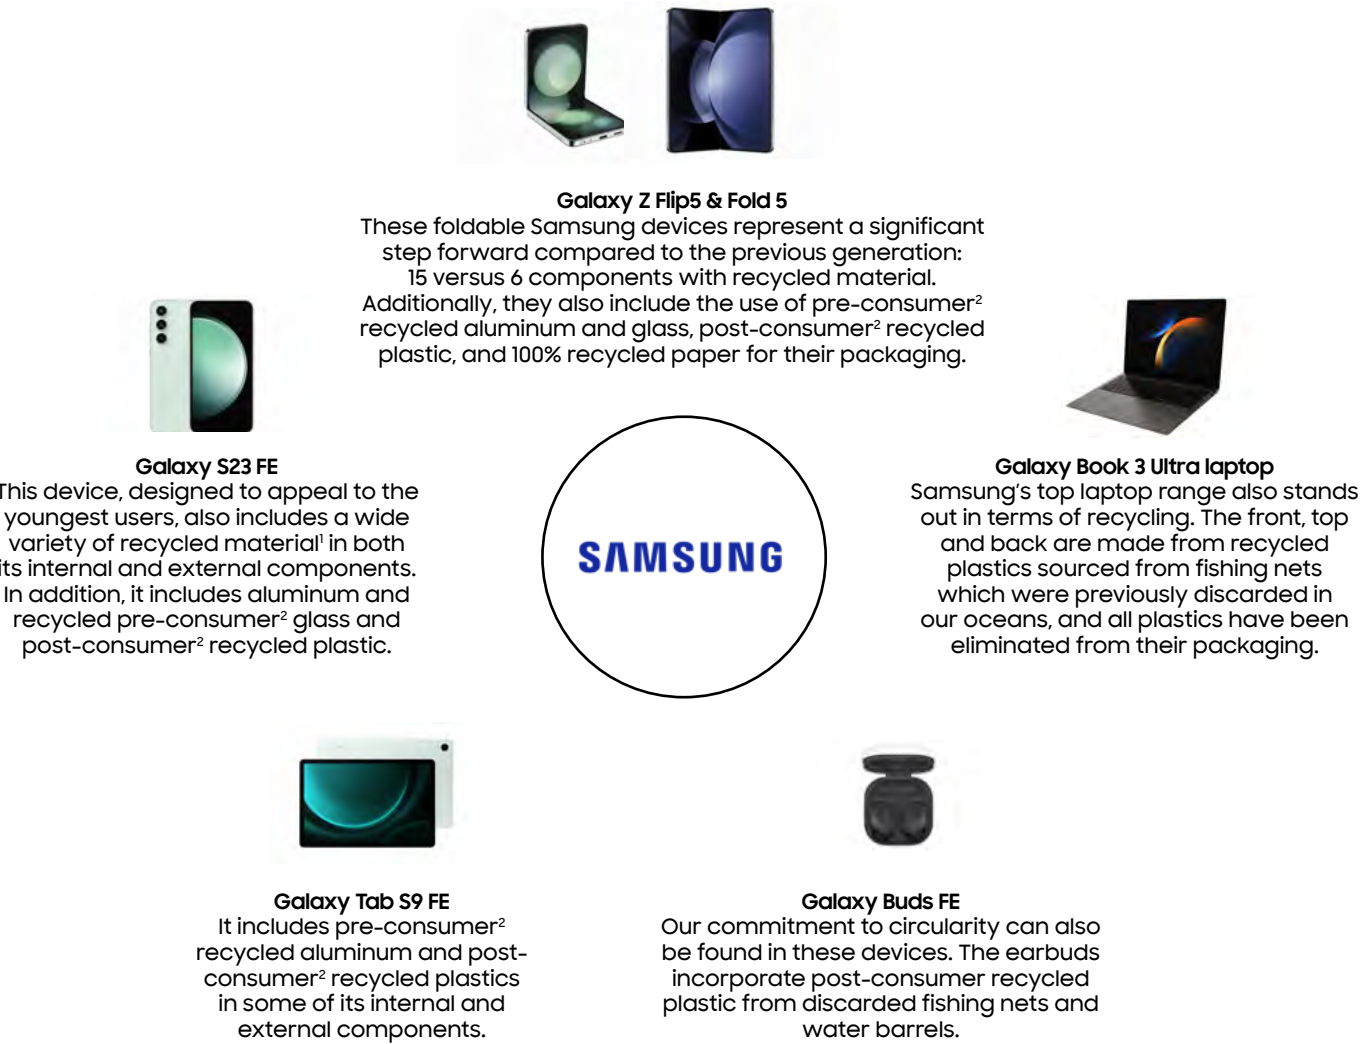 Galaxy Z Flip5 & Fold 5
These foldable Samsung devices represent a significant
step forward compared to the previous generation:
15 versus 6 components with recycled material.
Additionally, they also include the use of pre-consumer²
recycled aluminum and glass, post-consumer² recycled
plastic, and 100% recycled paper for their packaging.
Galaxy S23 FE
This device, designed to appeal to the
youngest users, also includes a wide
variety of recycled material¹ in both
its internal and external components.
In addition, it includes aluminum and
recycled pre-consumer² glass and
post-consumer² recycled plastic.
SAMSUNG
Galaxy Book 3 Ultra laptop
Samsung's top laptop range also stands
out in terms of recycling. The front, top
and back are made from recycled
plastics sourced from fishing nets
which were previously discarded in
our oceans, and all plastics have been
eliminated from their packaging.
Galaxy Tab S9 FE
It includes pre-consumer²
recycled aluminum and post-
consumer² recycled plastics
in some of its internal and
external components.
Galaxy Buds FE
Our commitment to circularity can also
be found in these devices. The earbuds
incorporate post-consumer recycled
plastic from discarded fishing nets and
water barrels.